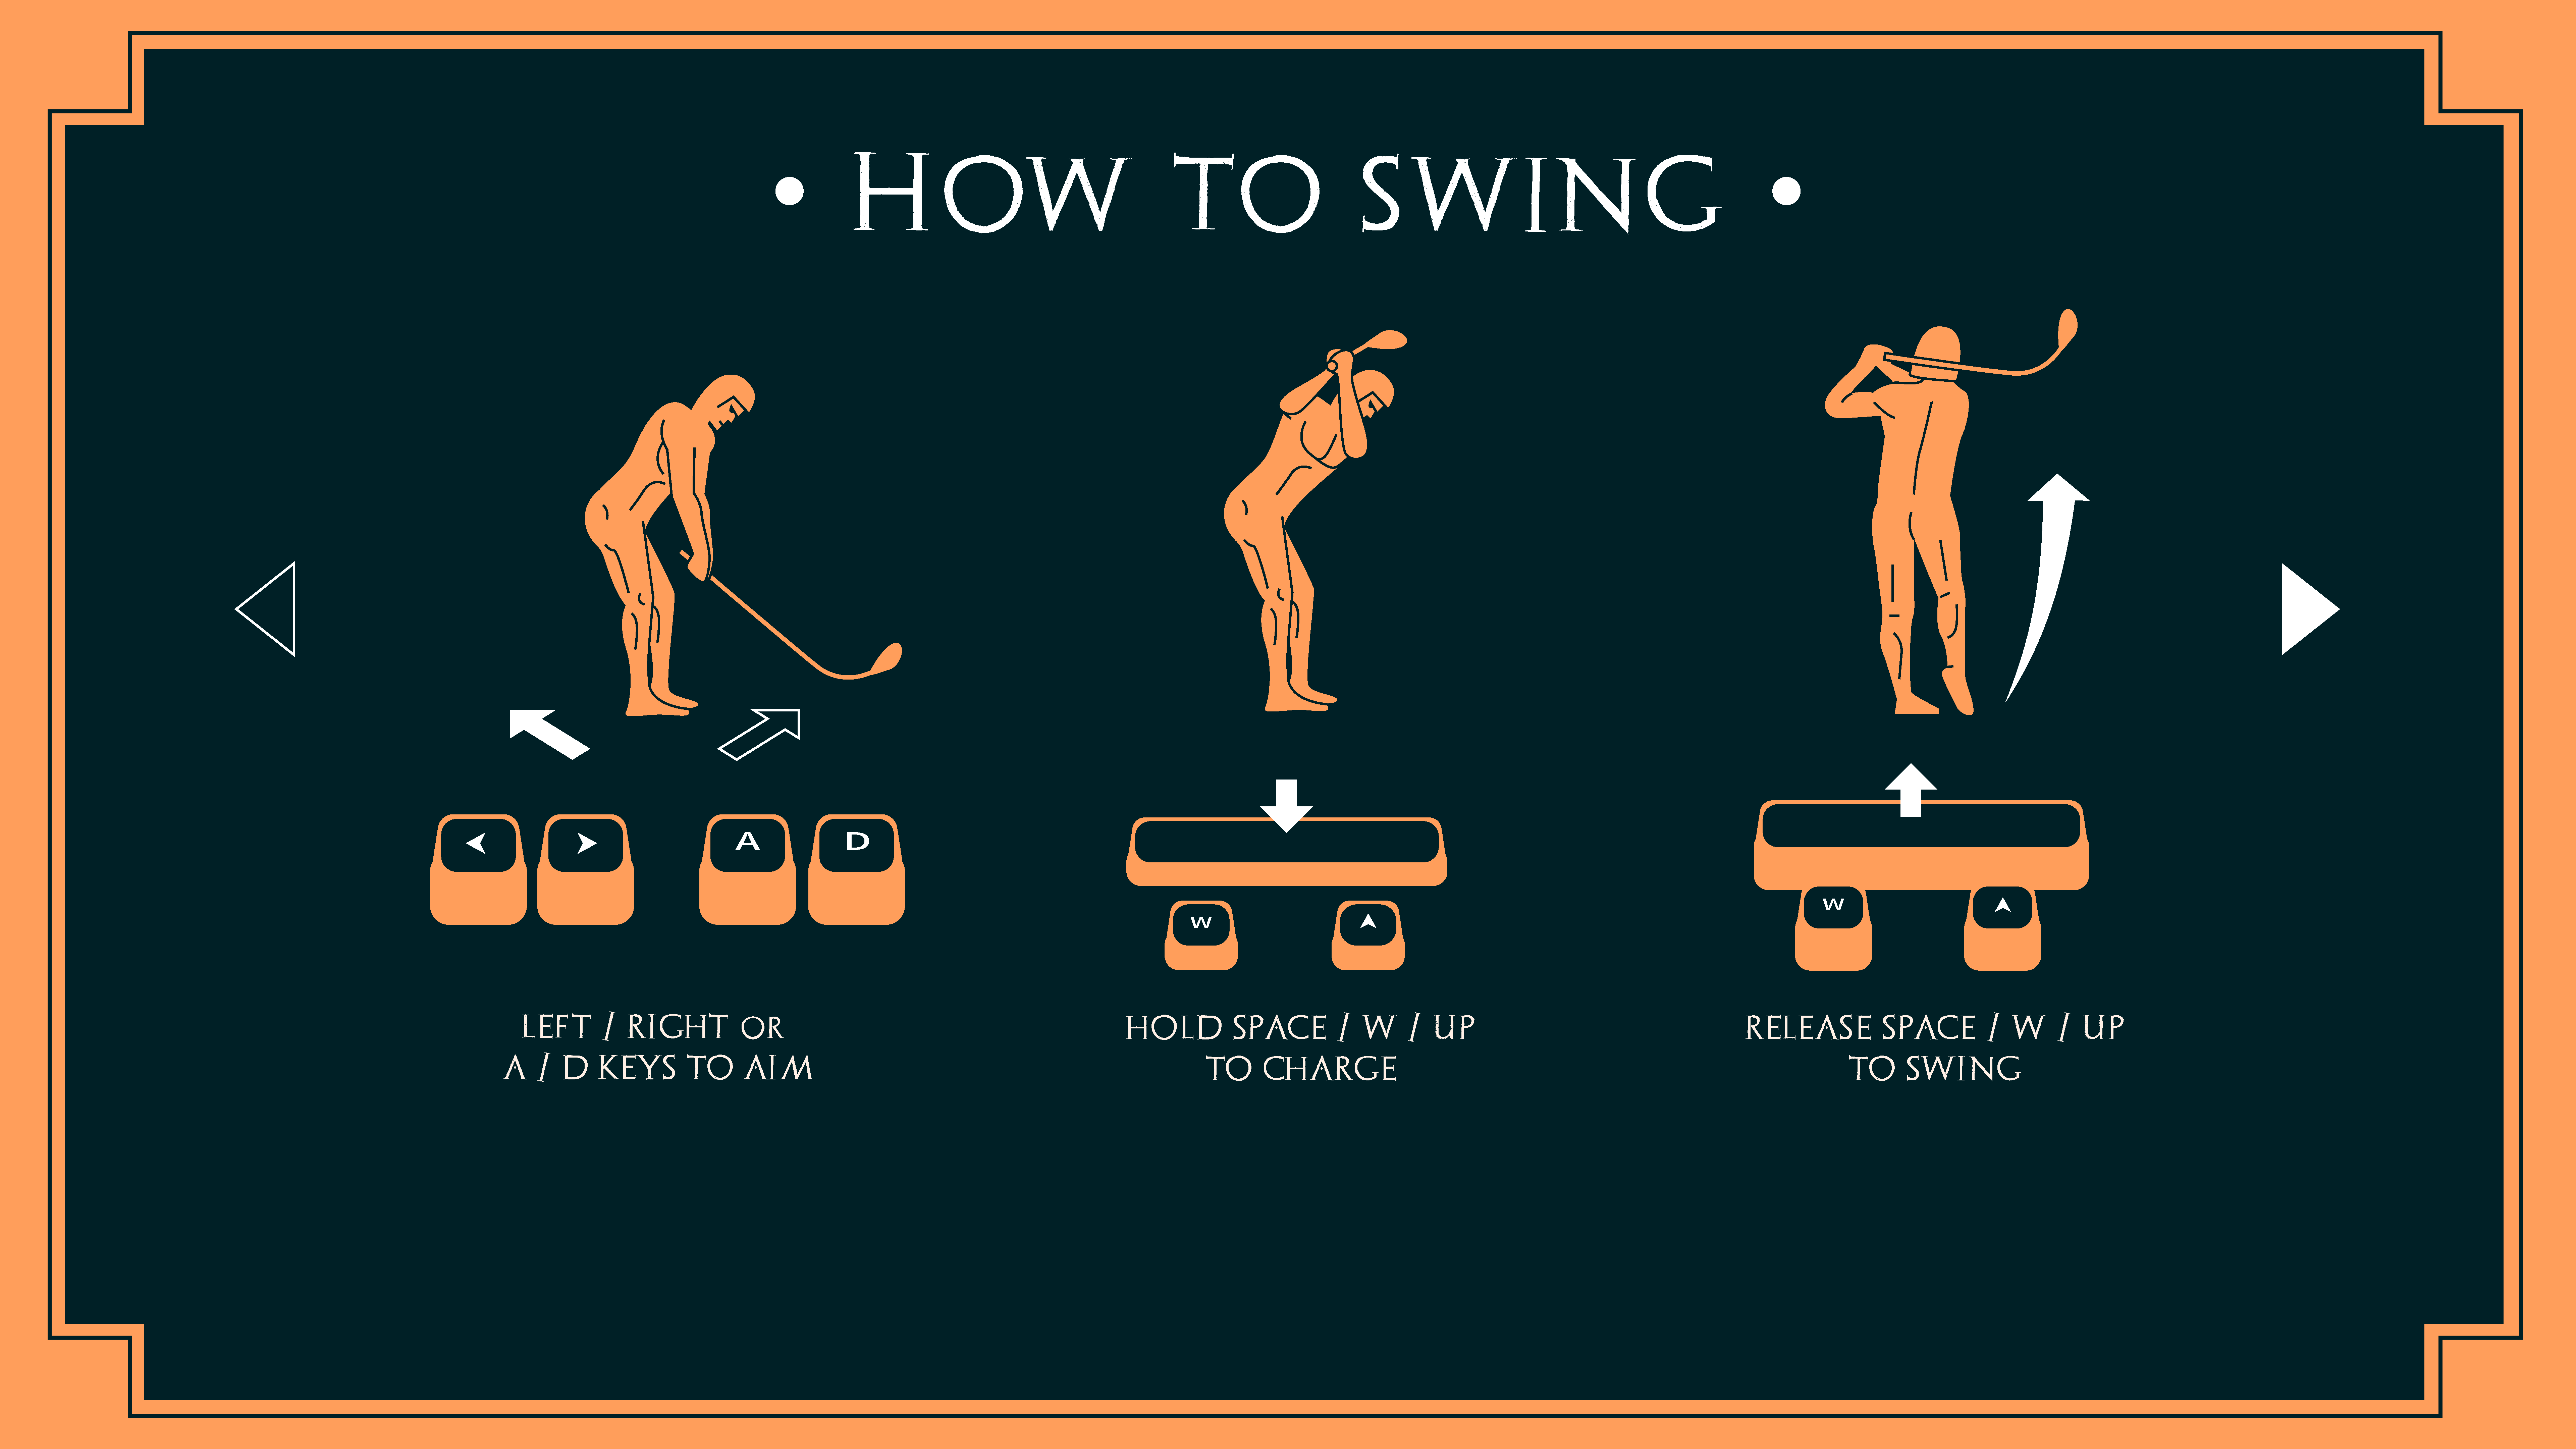 • HOW TO SWING •
A D
W
W
LEFT / RIGHT OR
A / D KEYS TO AIM
HOLD SPACE / W / UP
TO CHARGE
RELEASE SPACE / W / UP
TO SWING